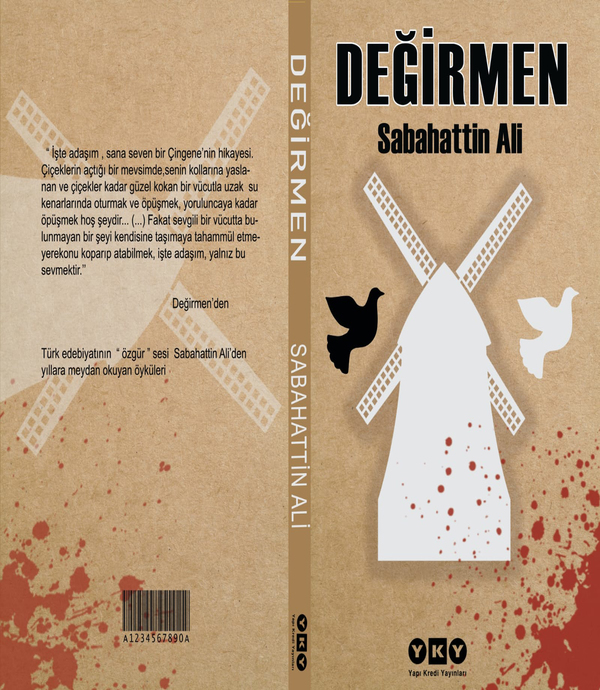 “ İşte adaşım , sana seven bir Çingene’nin hikayesi.
Çiçeklerin açtığı bir mevsimde,senin kollarına yasla-
nan ve çiçekler kadar güzel kokan bir vücutla uzak su
kenarlarında oturmak ve öpüşmek, yoruluncaya kadar
öpüşmek hoş şeydir... (...) Fakat sevgili bir vücutta bu-
lunmayan bir şeyi kendisine taşımaya tahammül etme-
yerekonu koparıp atabilmek, işte adaşım, yalnız bu
sevmektir.”
Değirmen’den
Türk edebiyatının “ özgür ” sesi Sabahattin Ali’den
yıllara meydan okuyan öyküleri
A1234567890A
DEĞİRMEN
SABAHATTİN ALİ
YKY
Yapı Kredi Yayınları
DEĞİRMEN
Sabahattin Ali
YKY
Yapı Kredi Yayınları